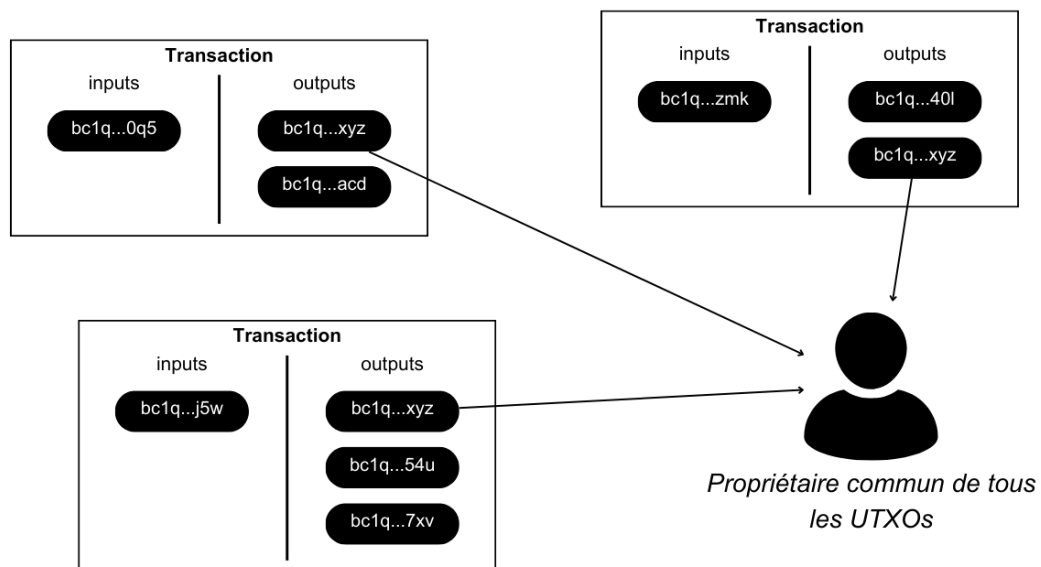 Transaction
inputs
outputs
bc1q...0q5
bc1q...xyz
bc1q...acd
Transaction
inputs
outputs
bc1q...zmk
bc1q...40l
bc1q...xyz
Transaction
inputs
outputs
bc1q...j5w
bc1q...xyz
bc1q...54u
bc1q...7xv
Propriétaire commun de tous
les UTXOs